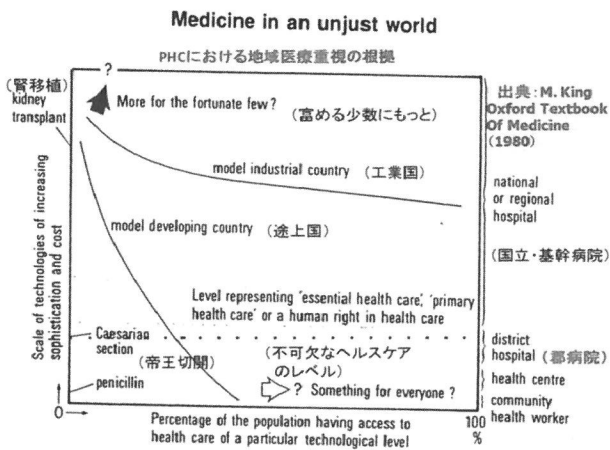 Medicine in an unjust world
PHCにおける地域医療重視の根拠
?
(腎移植)
kidney
transplant
More for the fortunate few?
(富める少数にもっと)
出典:M. King
Oxford Textbook
Of Medicine
(1980)
model industrial country
(工業国)
national
or regional
hospital
(国立・基幹病院)
model developing country
(途上国)
Scale of technologies of increasing
sophistication and cost
Level representing 'essential health care', 'primary
health care' or a human right in health care
Caesarian
section
(帝王切開)
(不可欠なヘルスケア
のレベル)
district
hospital
(郡病院)
penicillin
? Something for everyone ?
health centre
community
health worker
0
100
%
Percentage of the population having access to
health care of a particular technological level